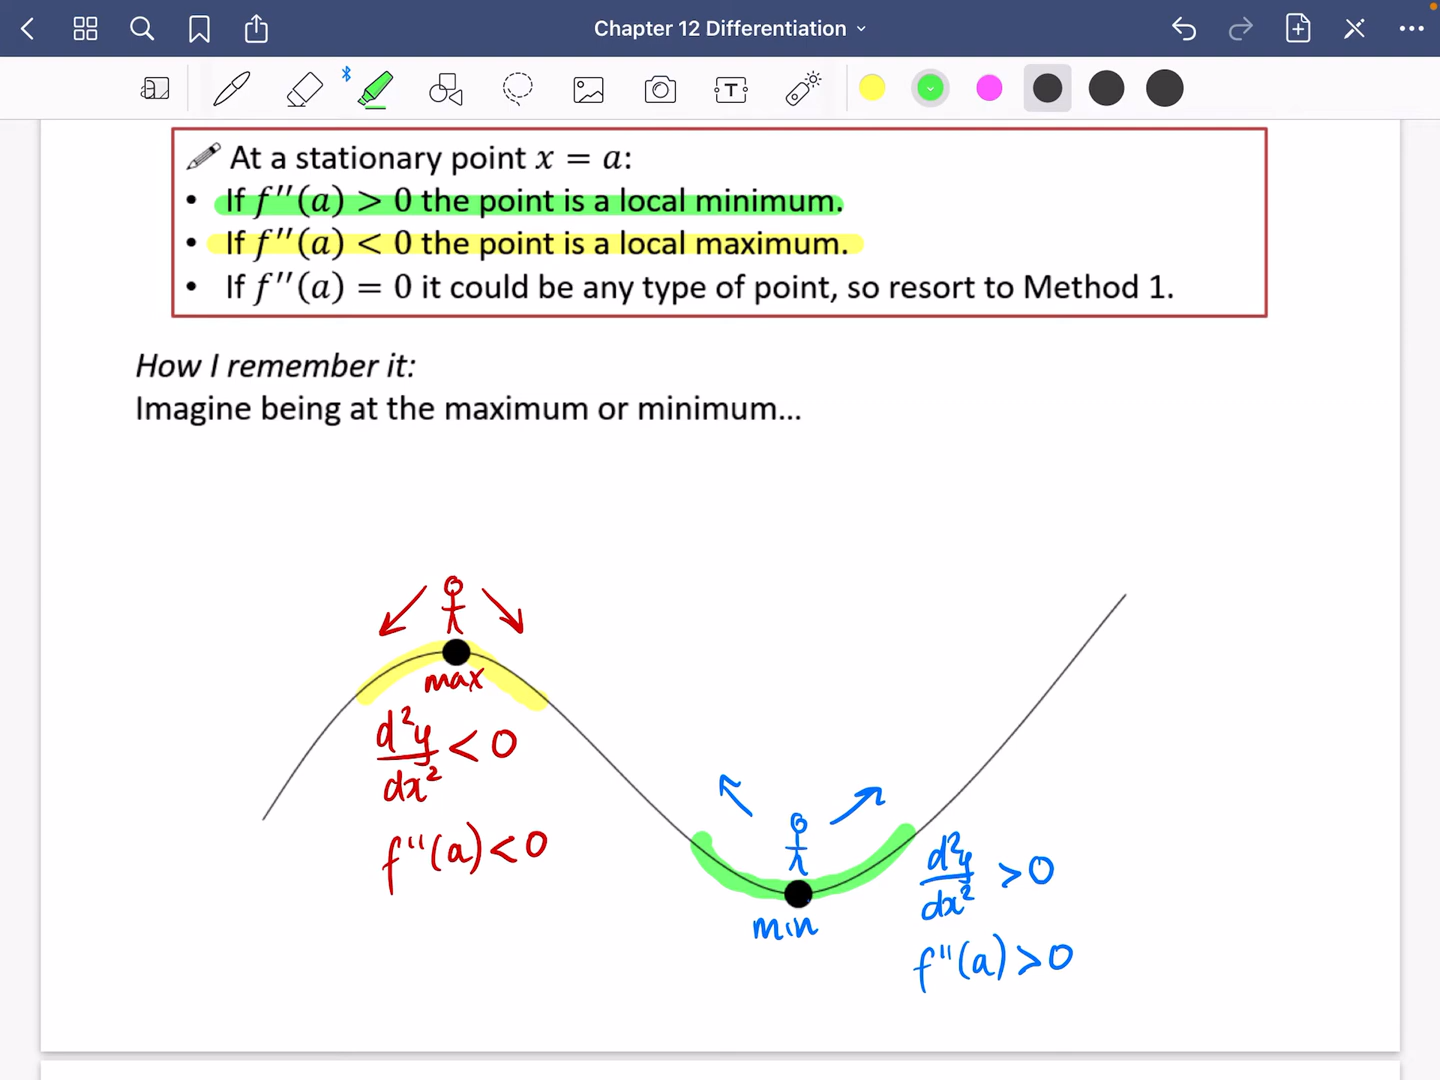 Chapter 12 Differentiation
At a stationary point x = a:
• If f''(a) > 0 the point is a local minimum.
• If f''(a) < 0 the point is a local maximum.
• If f''(a) = 0 it could be any type of point, so resort to Method 1.
How I remember it:
Imagine being at the maximum or minimum...
max
d²y/dx² < 0
f''(a) < 0
min
d²y/dx² > 0
f''(a) > 0